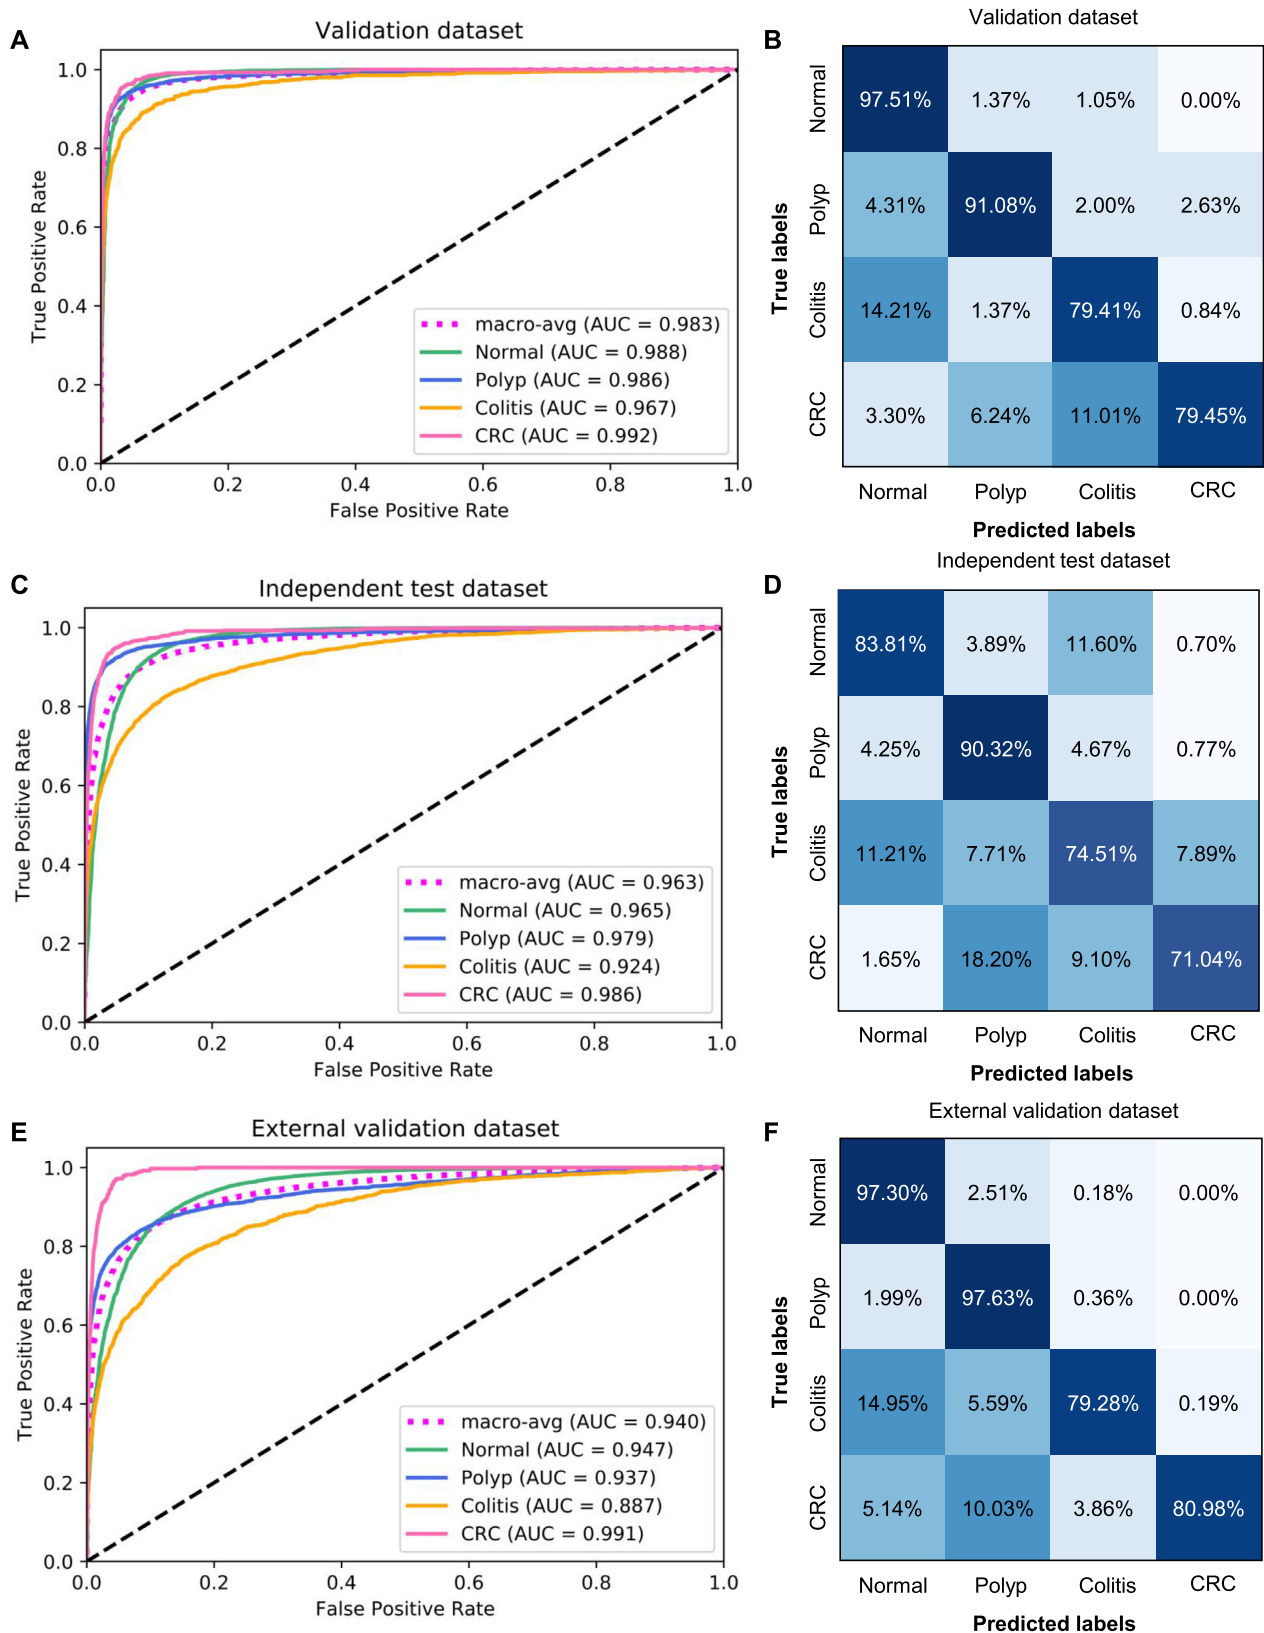 A
Validation dataset
True Positive Rate
1.0
0.8
0.6
0.4
0.2
0.0
macro-avg (AUC = 0.983)
Normal (AUC = 0.988)
Polyp (AUC = 0.986)
Colitis (AUC = 0.967)
CRC (AUC = 0.992)
0.0 0.2 0.4 0.6 0.8 1.0
False Positive Rate
B
Validation dataset
True labels
Normal 97.51% 1.37% 1.05% 0.00%
Polyp 4.31% 91.08% 2.00% 2.63%
Colitis 14.21% 1.37% 79.41% 0.84%
CRC 3.30% 6.24% 11.01% 79.45%
Normal Polyp Colitis CRC
Predicted labels
C
Independent test dataset
True Positive Rate
1.0
0.8
0.6
0.4
0.2
0.0
macro-avg (AUC = 0.963)
Normal (AUC = 0.965)
Polyp (AUC = 0.979)
Colitis (AUC = 0.924)
CRC (AUC = 0.986)
0.0 0.2 0.4 0.6 0.8 1.0
False Positive Rate
D
Independent test dataset
True labels
Normal 83.81% 3.89% 11.60% 0.70%
Polyp 4.25% 90.32% 4.67% 0.77%
Colitis 11.21% 7.71% 74.51% 7.89%
CRC 1.65% 18.20% 9.10% 71.04%
Normal Polyp Colitis CRC
Predicted labels
E
External validation dataset
True Positive Rate
1.0
0.8
0.6
0.4
0.2
0.0
macro-avg (AUC = 0.940)
Normal (AUC = 0.947)
Polyp (AUC = 0.937)
Colitis (AUC = 0.887)
CRC (AUC = 0.991)
0.0 0.2 0.4 0.6 0.8 1.0
False Positive Rate
F
External validation dataset
True labels
Normal 97.30% 2.51% 0.18% 0.00%
Polyp 1.99% 97.63% 0.36% 0.00%
Colitis 14.95% 5.59% 79.28% 0.19%
CRC 5.14% 10.03% 3.86% 80.98%
Normal Polyp Colitis CRC
Predicted labels